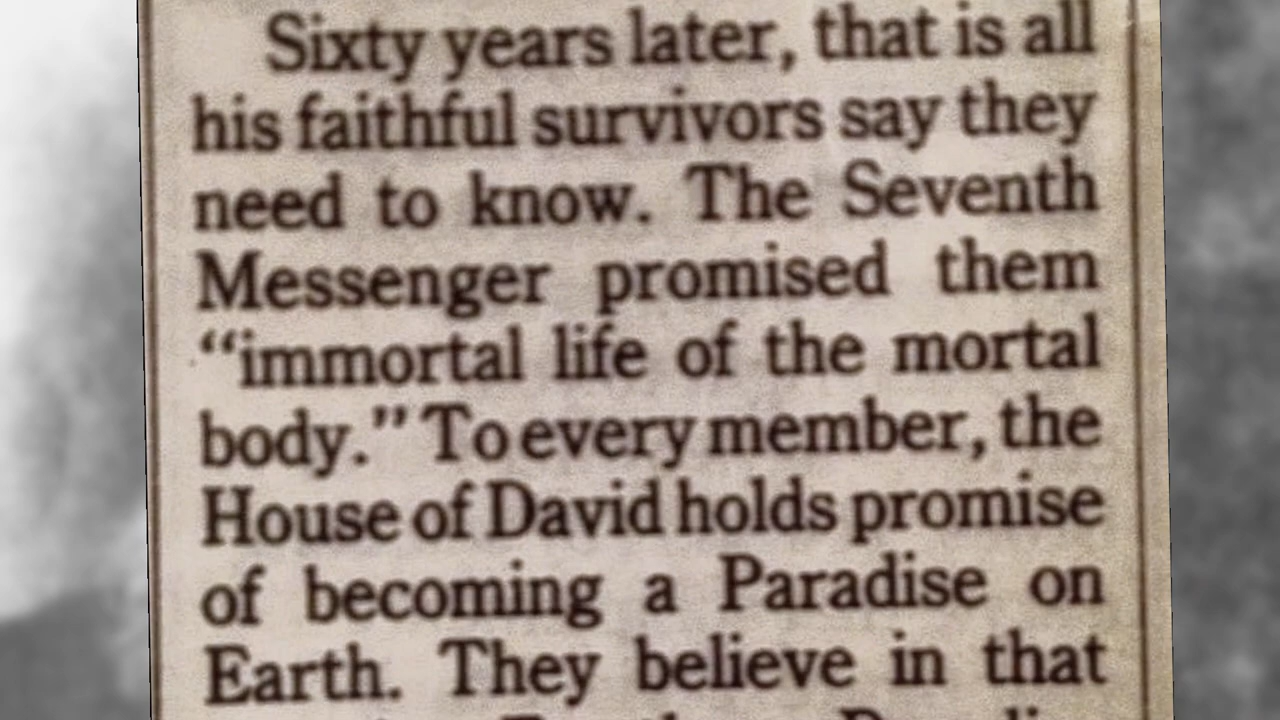 Sixty years later, that is all
his faithful survivors say they
need to know. The Seventh
Messenger promised them
“immortal life of the mortal
body.” To every member, the
House of David holds promise
of becoming a Paradise on
Earth. They believe in that